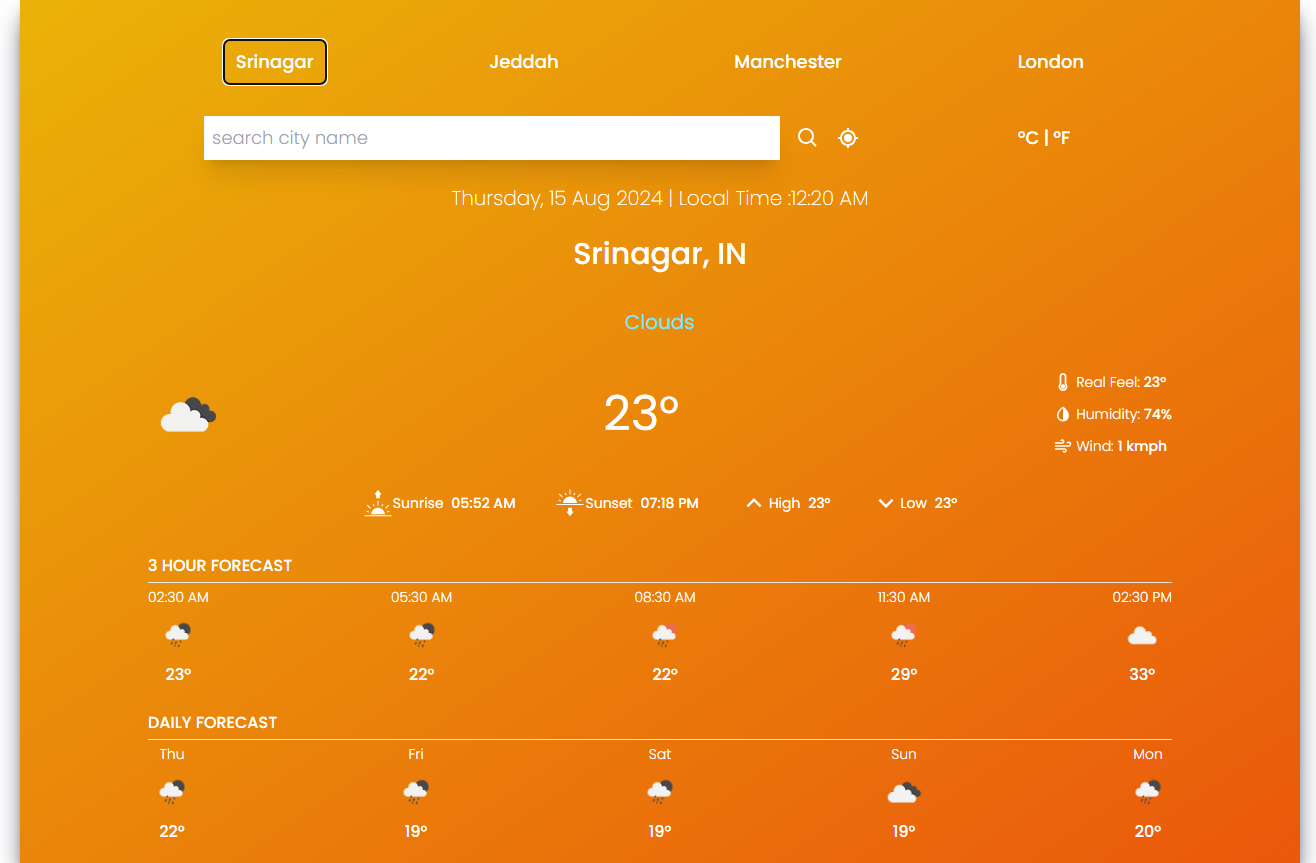 Srinagar Jeddah Manchester London
search city name °C | °F
Thursday, 15 Aug 2024 | Local Time :12:20 AM
Srinagar, IN
Clouds
Real Feel: 23°
23°
Humidity: 74%
Wind: 1 kmph
Sunrise 05:52 AM Sunset 07:18 PM High 23° Low 23°
3 HOUR FORECAST
02:30 AM 05:30 AM 08:30 AM 11:30 AM 02:30 PM
23° 22° 22° 29° 33°
DAILY FORECAST
Thu Fri Sat Sun Mon
22° 19° 19° 19° 20°